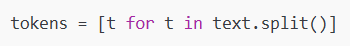 tokens = [t for t in text.split()]